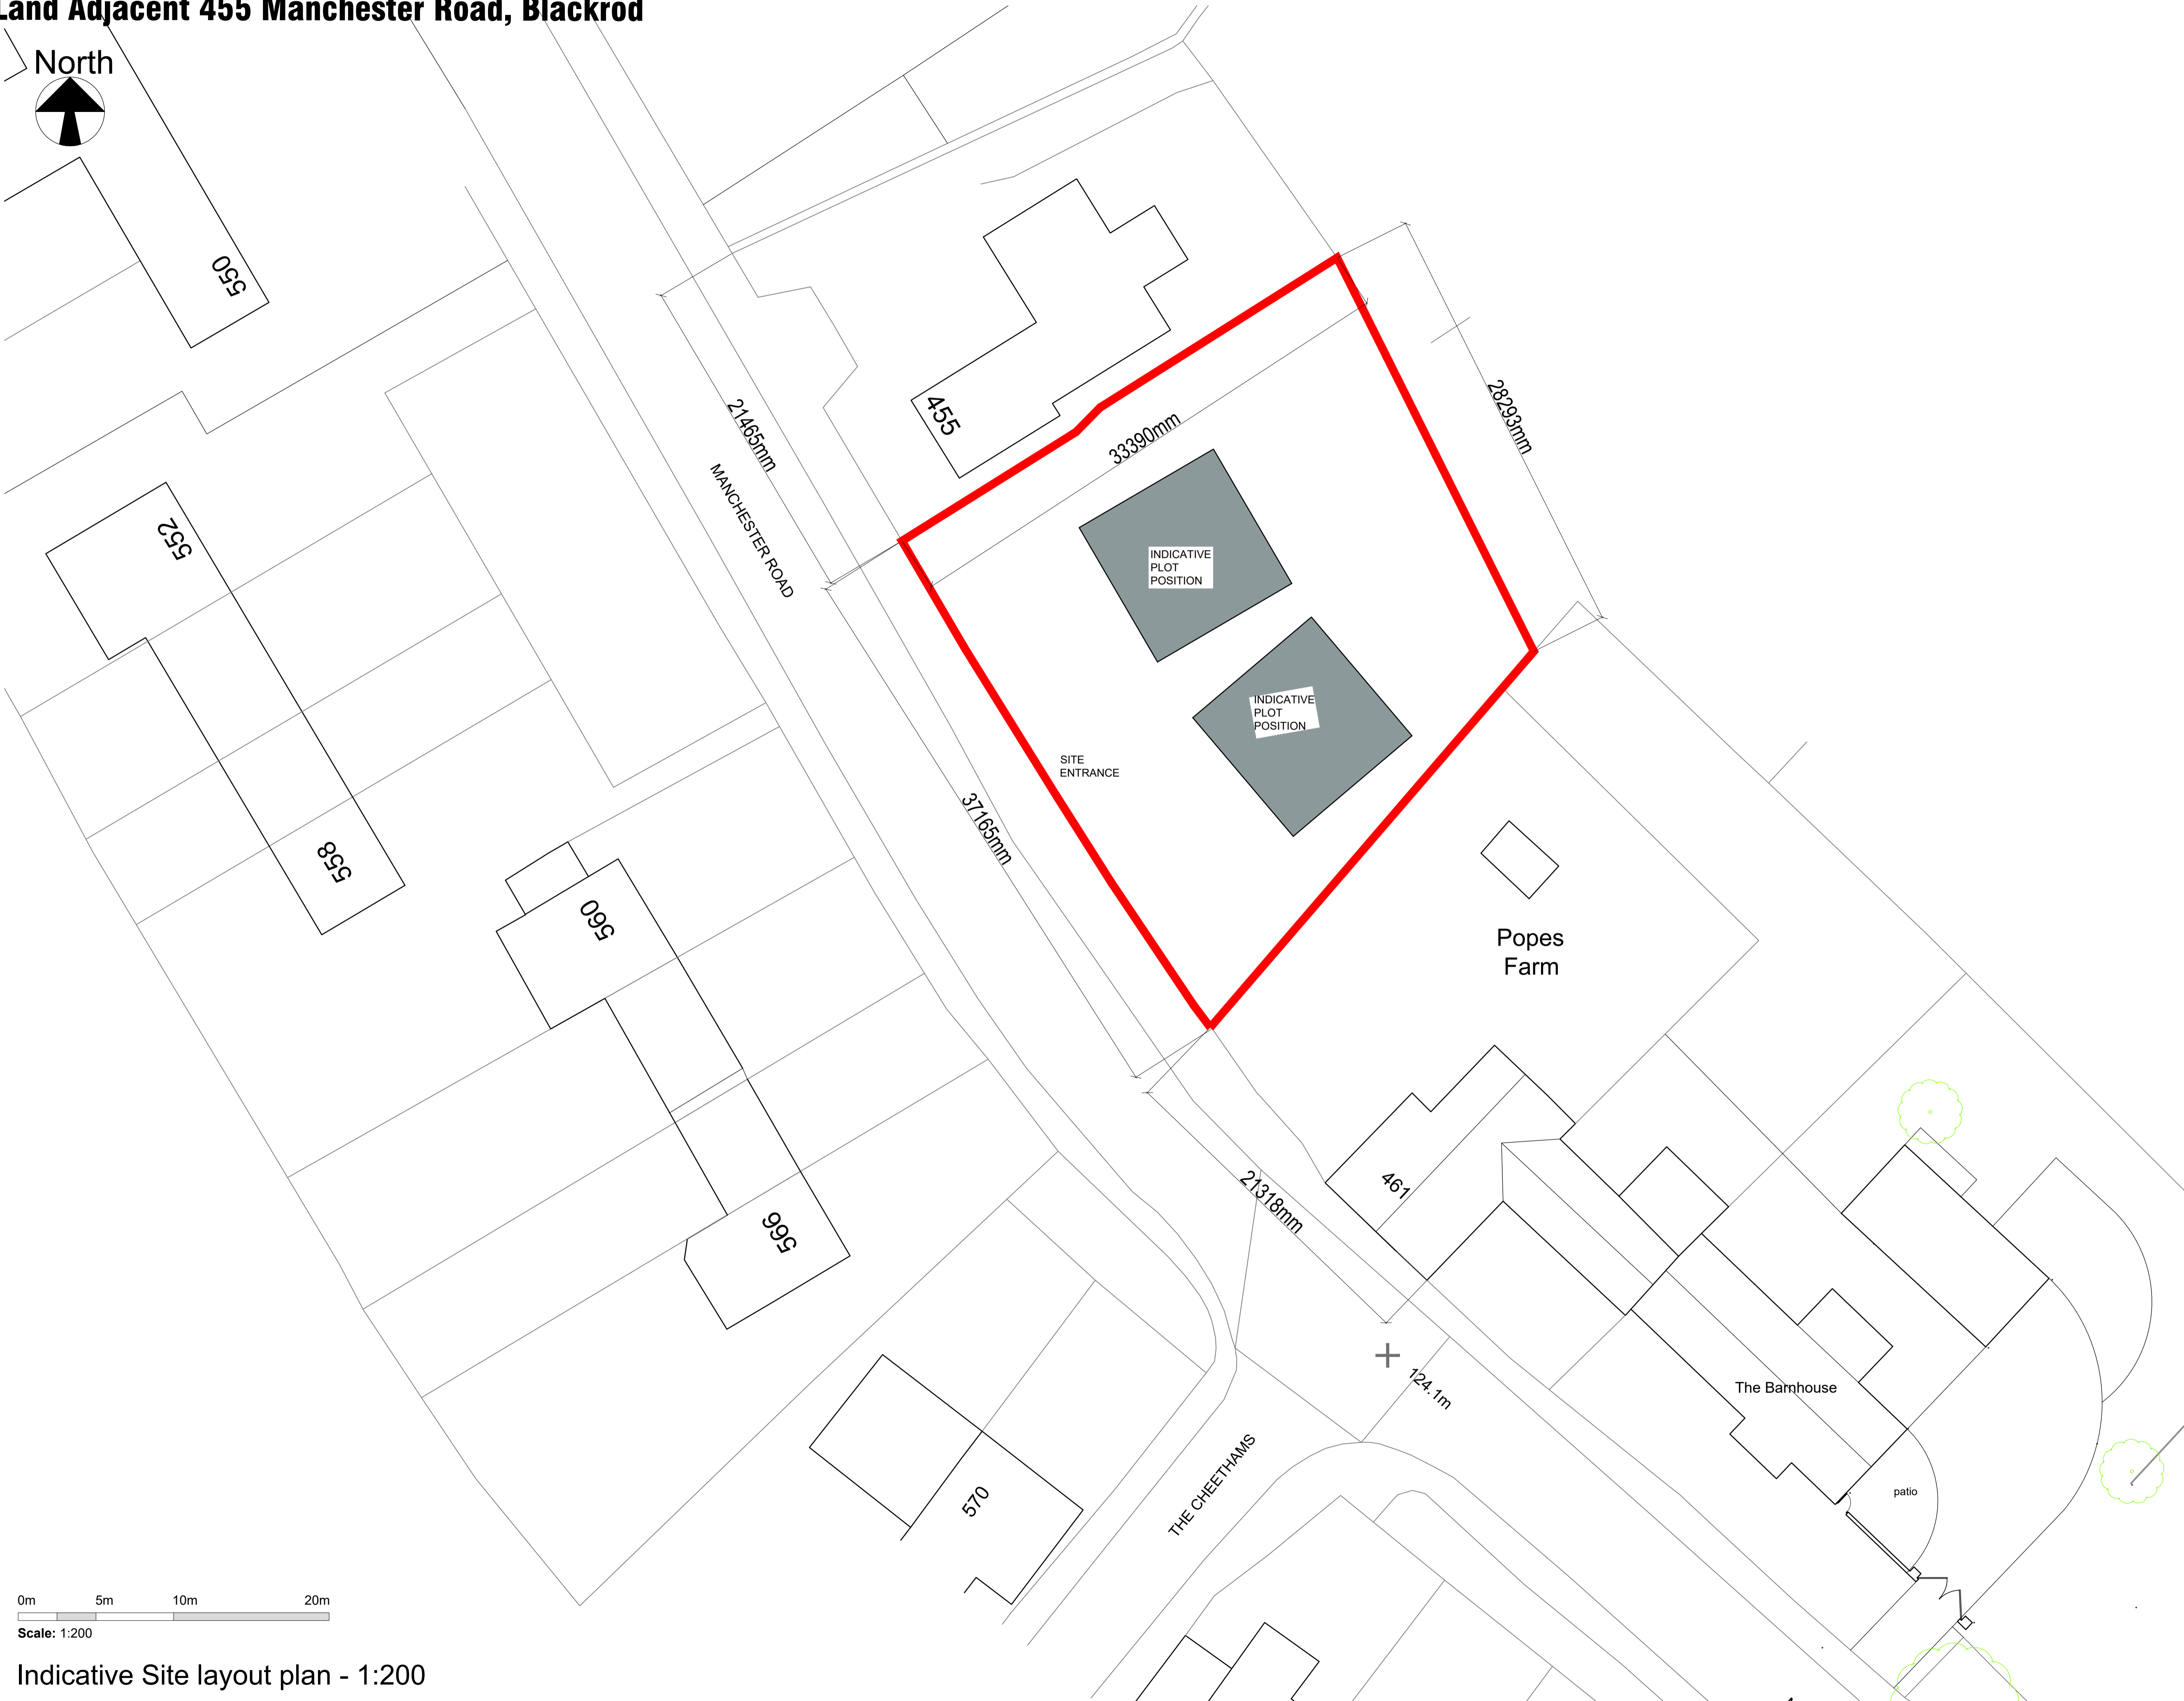 Land Adjacent 455 Manchester Road, Blackrod
North
550
455
21465mm
33390mm
28293mm
MANCHESTER ROAD
552
INDICATIVE
PLOT
POSITION
INDICATIVE
PLOT
POSITION
SITE
ENTRANCE
37165mm
558
560
Popes
Farm
461
21318mm
566
124.1m
The Barnhouse
THE CHEETHAMS
570
patio
0m 5m 10m 20m
Scale: 1:200
Indicative Site layout plan - 1:200